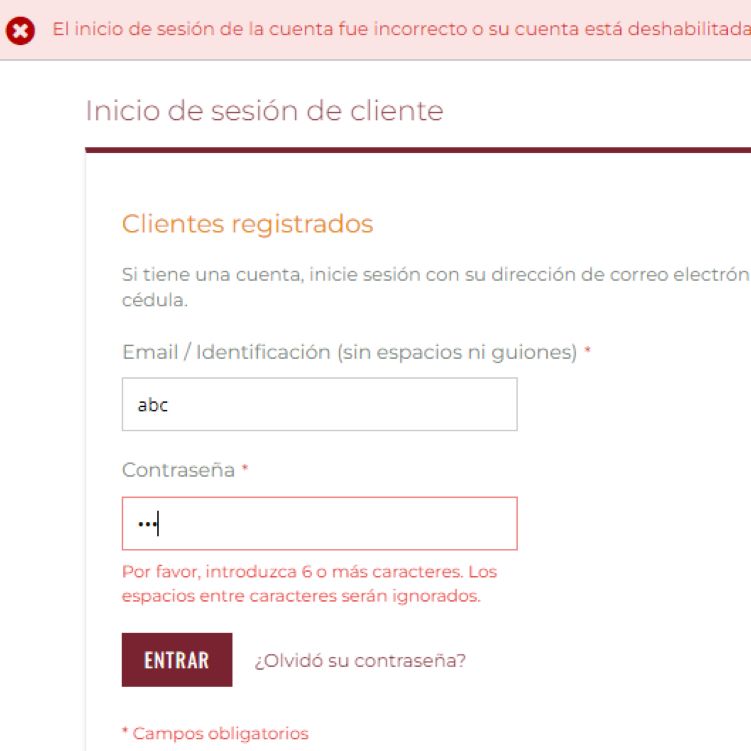 El inicio de sesión de la cuenta fue incorrecto o su cuenta está deshabilitada
Inicio de sesión de cliente
Clientes registrados
Si tiene una cuenta, inicie sesión con su dirección de correo electrón
cédula.
Email / Identificación (sin espacios ni guiones) *
abc
Contraseña *
•••
Por favor, introduzca 6 o más caracteres. Los
espacios entre caracteres serán ignorados.
ENTRAR ¿Olvidó su contraseña?
* Campos obligatorios